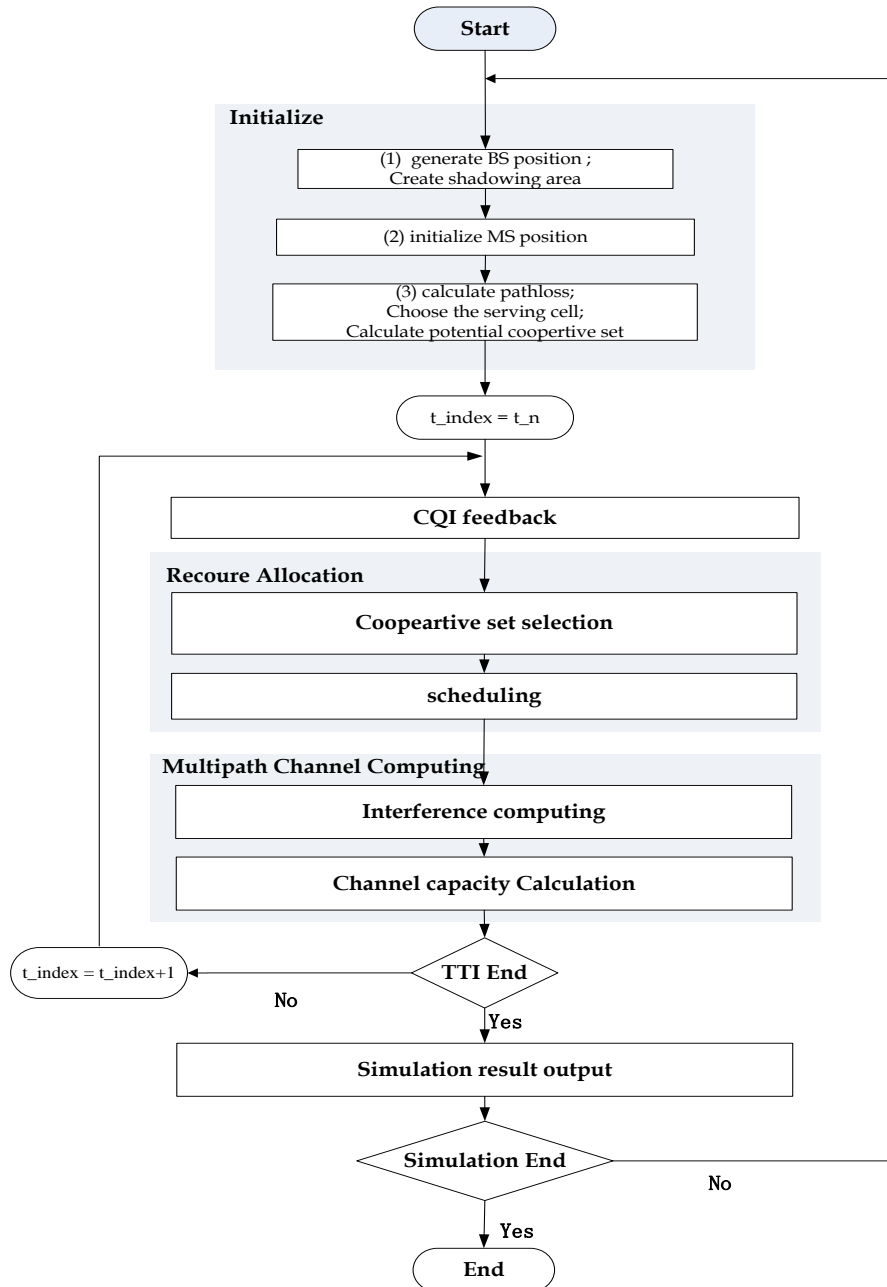 Start
Initialize
(1) generate BS position ;
Create shadowing area
(2) initialize MS position
(3) calculate pathloss;
Choose the serving cell;
Calculate potential coopertive set
t_index = t_n
CQI feedback
Recoure Allocation
Coopeartive set selection
scheduling
Multipath Channel Computing
Interference computing
Channel capacity Calculation
TTI End
t_index = t_index+1
No
Yes
Simulation result output
Simulation End
No
Yes
End